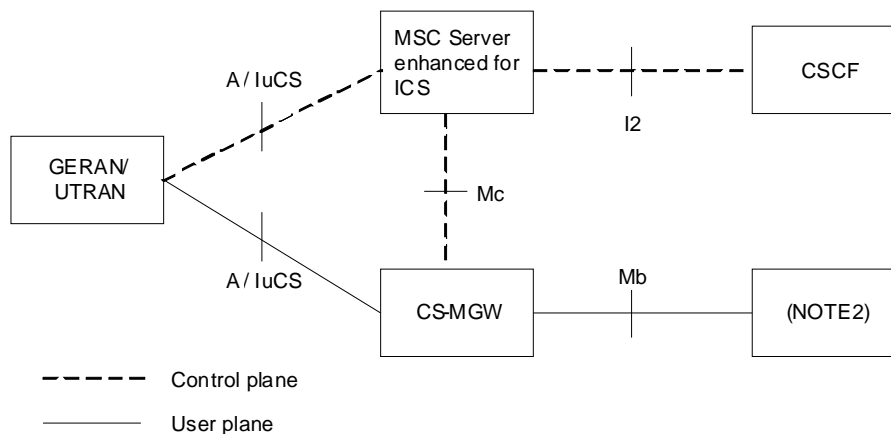 MSC Server
enhanced for
ICS
CSCF
A / IuCS
I2
GERAN/
UTRAN
Mc
A / IuCS
Mb
CS-MGW
(NOTE2)
Control plane
User plane